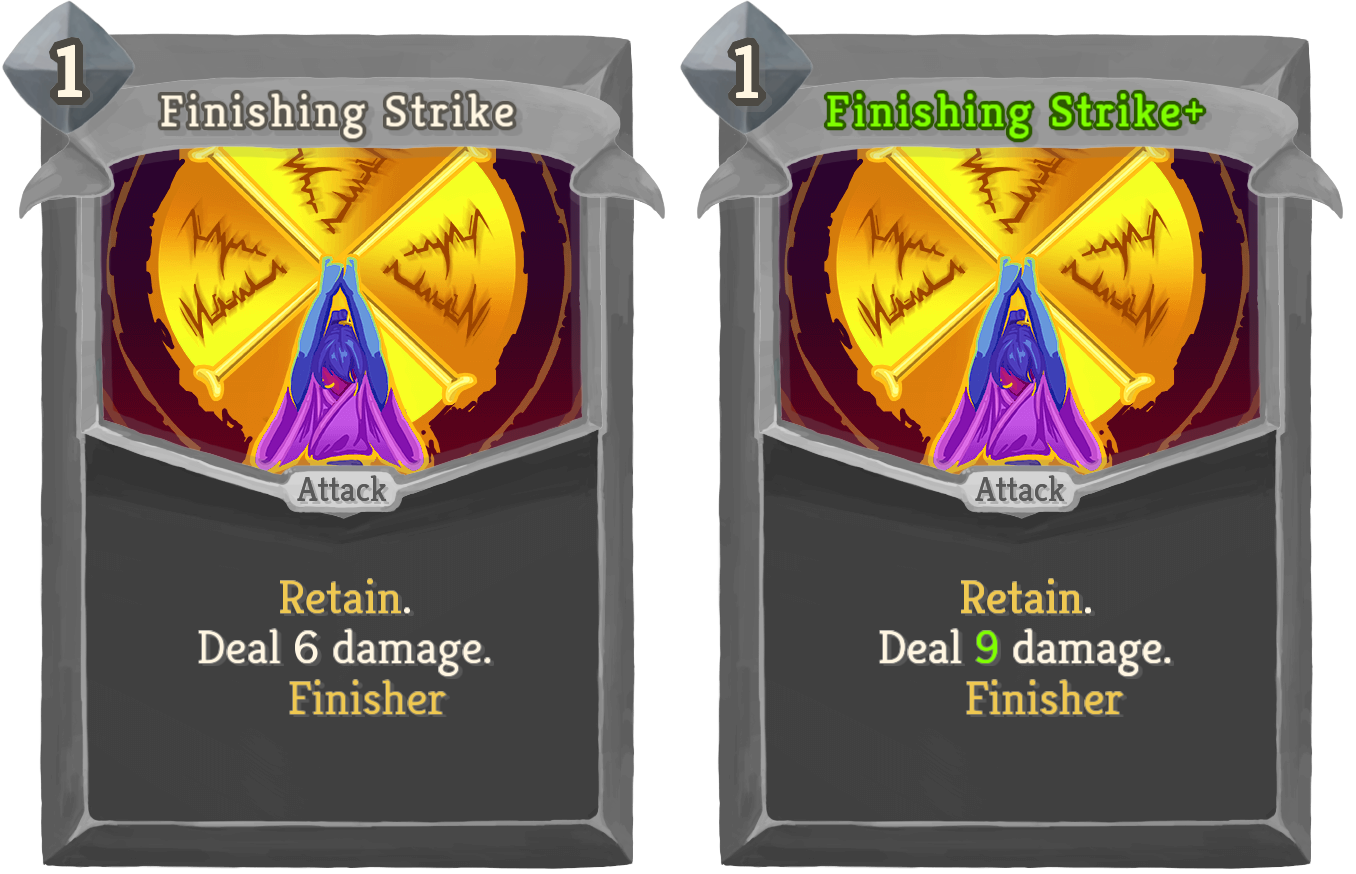 1
Finishing Strike
Attack
Retain.
Deal 6 damage.
Finisher
1
Finishing Strike+
Attack
Retain.
Deal 9 damage.
Finisher